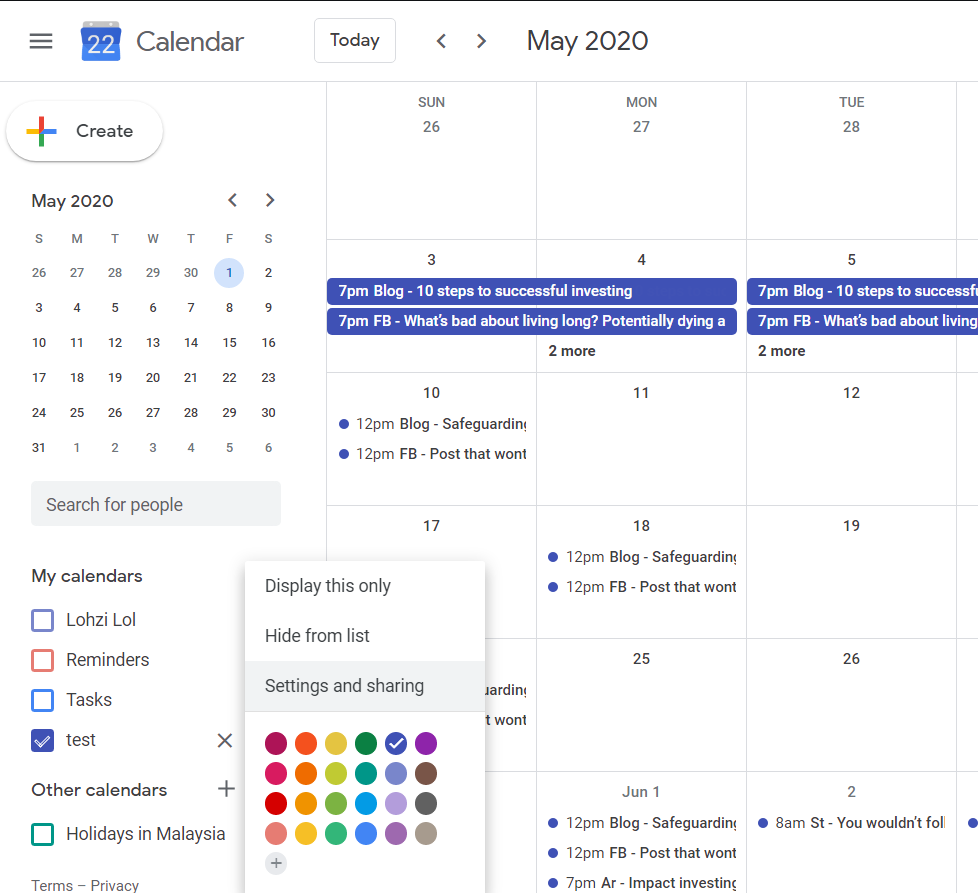 22 Calendar Today May 2020
Create
May 2020
S M T W T F S
26 27 28 29 30 1 2
3 4 5 6 7 8 9
10 11 12 13 14 15 16
17 18 19 20 21 22 23
24 25 26 27 28 29 30
31 1 2 3 4 5 6
Search for people
My calendars
Lohzi Lol
Reminders
Tasks
test
Other calendars
Holidays in Malaysia
Terms – Privacy
Display this only
Hide from list
Settings and sharing
SUN MON TUE
26 27 28
3 4 5
7pm Blog - 10 steps to successful investing 7pm Blog - 10 steps to successf
7pm FB - What's bad about living long? Potentially dying a 7pm FB - What's bad about living
2 more 2 more
10 11 12
12pm Blog - Safeguarding
12pm FB - Post that wont
17 18 19
12pm Blog - Safeguarding
12pm FB - Post that wont
25 26
uarding
t wont
Jun 1 2
12pm Blog - Safeguarding 8am St - You wouldn't foll
12pm FB - Post that wont
7pm Ar - Impact investing